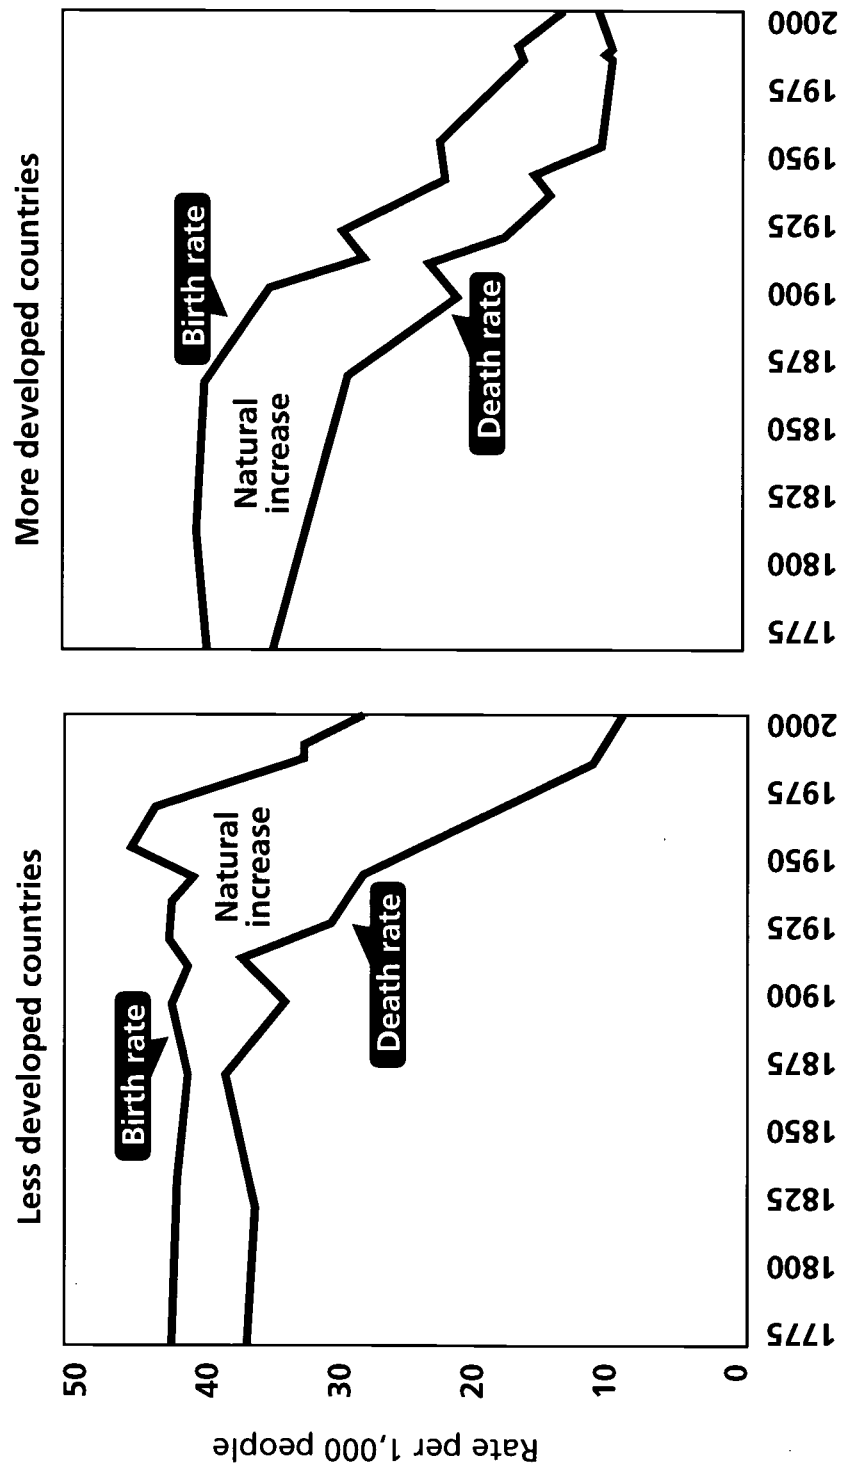 Less developed countries
More developed countries
Rate per 1,000 people
50
40
30
20
10
0
Birth rate
Natural
increase
Death rate
1775
1800
1825
1850
1875
1900
1925
1950
1975
2000
Birth rate
Natural
increase
Death rate
1775
1800
1825
1850
1875
1900
1925
1950
1975
2000